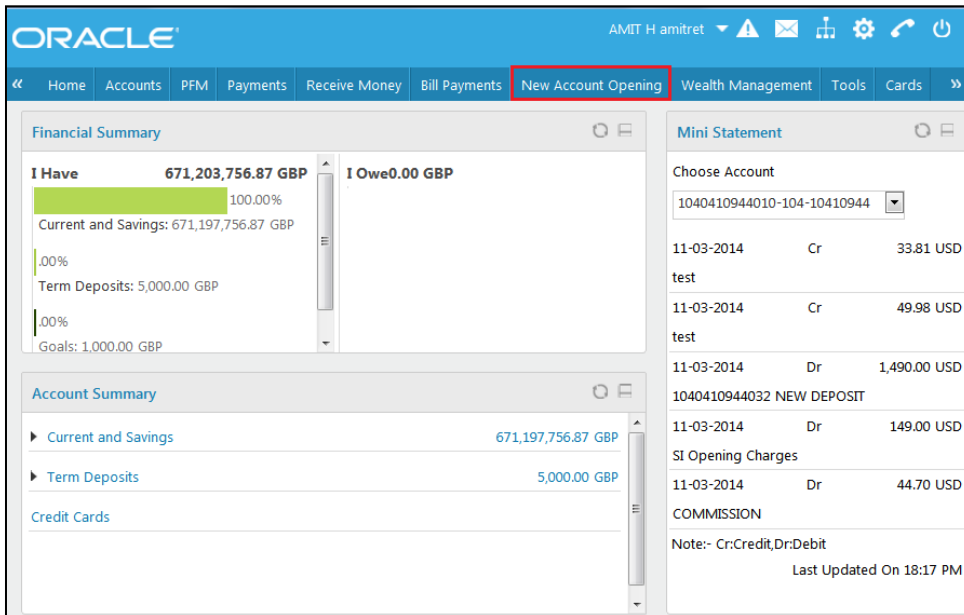 ORACLE
AMIT H amitret
Home Accounts PFM Payments Receive Money Bill Payments New Account Opening Wealth Management Tools Cards
Financial Summary
I Have 671,203,756.87 GBP
100.00%
Current and Savings: 671,197,756.87 GBP
.00%
Term Deposits: 5,000.00 GBP
.00%
Goals: 1,000.00 GBP
I Owe0.00 GBP
Account Summary
Current and Savings 671,197,756.87 GBP
Term Deposits 5,000.00 GBP
Credit Cards
Mini Statement
Choose Account
1040410944010-104-10410944
11-03-2014 Cr 33.81 USD
test
11-03-2014 Cr 49.98 USD
test
11-03-2014 Dr 1,490.00 USD
1040410944032 NEW DEPOSIT
11-03-2014 Dr 149.00 USD
SI Opening Charges
11-03-2014 Dr 44.70 USD
COMMISSION
Note:- Cr:Credit,Dr:Debit
Last Updated On 18:17 PM